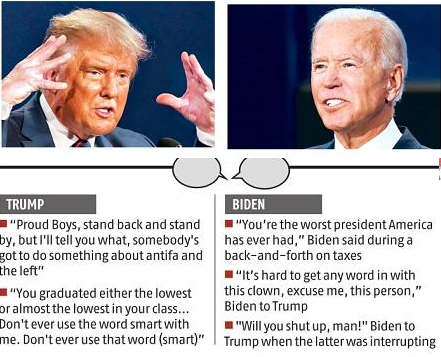 TRUMP
"Proud Boys, stand back and stand
by, but I'll tell you what, somebody's
got to do something about antifa and
the left"
"You graduated either the lowest
or almost the lowest in your class...
Don't ever use the word smart with
me. Don't ever use that word (smart)"
BIDEN
"You're the worst president America
has ever had," Biden said during a
back-and-forth on taxes
"It's hard to get any word in with
this clown, excuse me, this person,"
Biden to Trump
"Will you shut up, man!" Biden to
Trump when the latter was interrupting